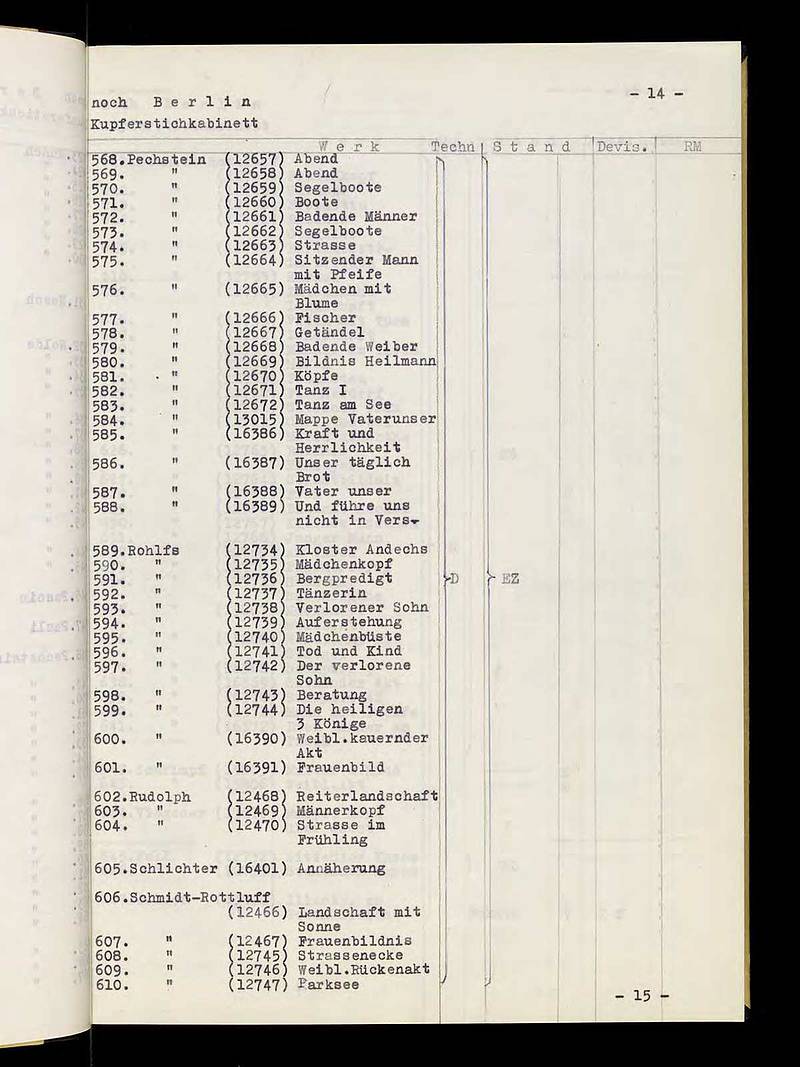 - 14 -
noch Berlin
Kupferstichkabinett
Werk Techn Stand Devis. RM
568.Pechstein (12657) Abend
569. " (12658) Abend
570. " (12659) Segelboote
571. " (12660) Boote
572. " (12661) Badende Männer
573. " (12662) Segelboote
574. " (12663) Strasse
575. " (12664) Sitzender Mann
mit Pfeife
576. " (12665) Mädchen mit
Blume
577. " (12666) Fischer
578. " (12667) Getändel
579. " (12668) Badende Weiber
580. " (12669) Bildnis Heilmann
581. " (12670) Köpfe
582. " (12671) Tanz I
583. " (12672) Tanz am See
584. " (13015) Mappe Vaterunser
585. " (16386) Kraft und
Herrlichkeit
586. " (16387) Unser täglich
Brot
587. " (16388) Vater unser
588. " (16389) Und führe uns
nicht in Vers-
589.Rohlfs (12734) Kloster Andechs
590. " (12735) Mädchenkopf
591. " (12736) Bergpredigt D EZ
592. " (12737) Tänzerin
593. " (12738) Verlorener Sohn
594. " (12739) Auferstehung
595. " (12740) Mädchenbüste
596. " (12741) Tod und Kind
597. " (12742) Der verlorene
Sohn
598. " (12743) Beratung
599. " (12744) Die heiligen
3 Könige
600. " (16390) Weibl.kauernder
Akt
601. " (16391) Frauenbild
602.Rudolph (12468) Reiterlandschaft
603. " (12469) Männerkopf
604. " (12470) Strasse im
Frühling
605.Schlichter (16401) Annäherung
606.Schmidt-Rottluff
(12466) Landschaft mit
Sonne
607. " (12467) Frauenbildnis
608. " (12745) Strassenecke
609. " (12746) Weibl.Rückenakt
610. " (12747) Parksee
- 15 -